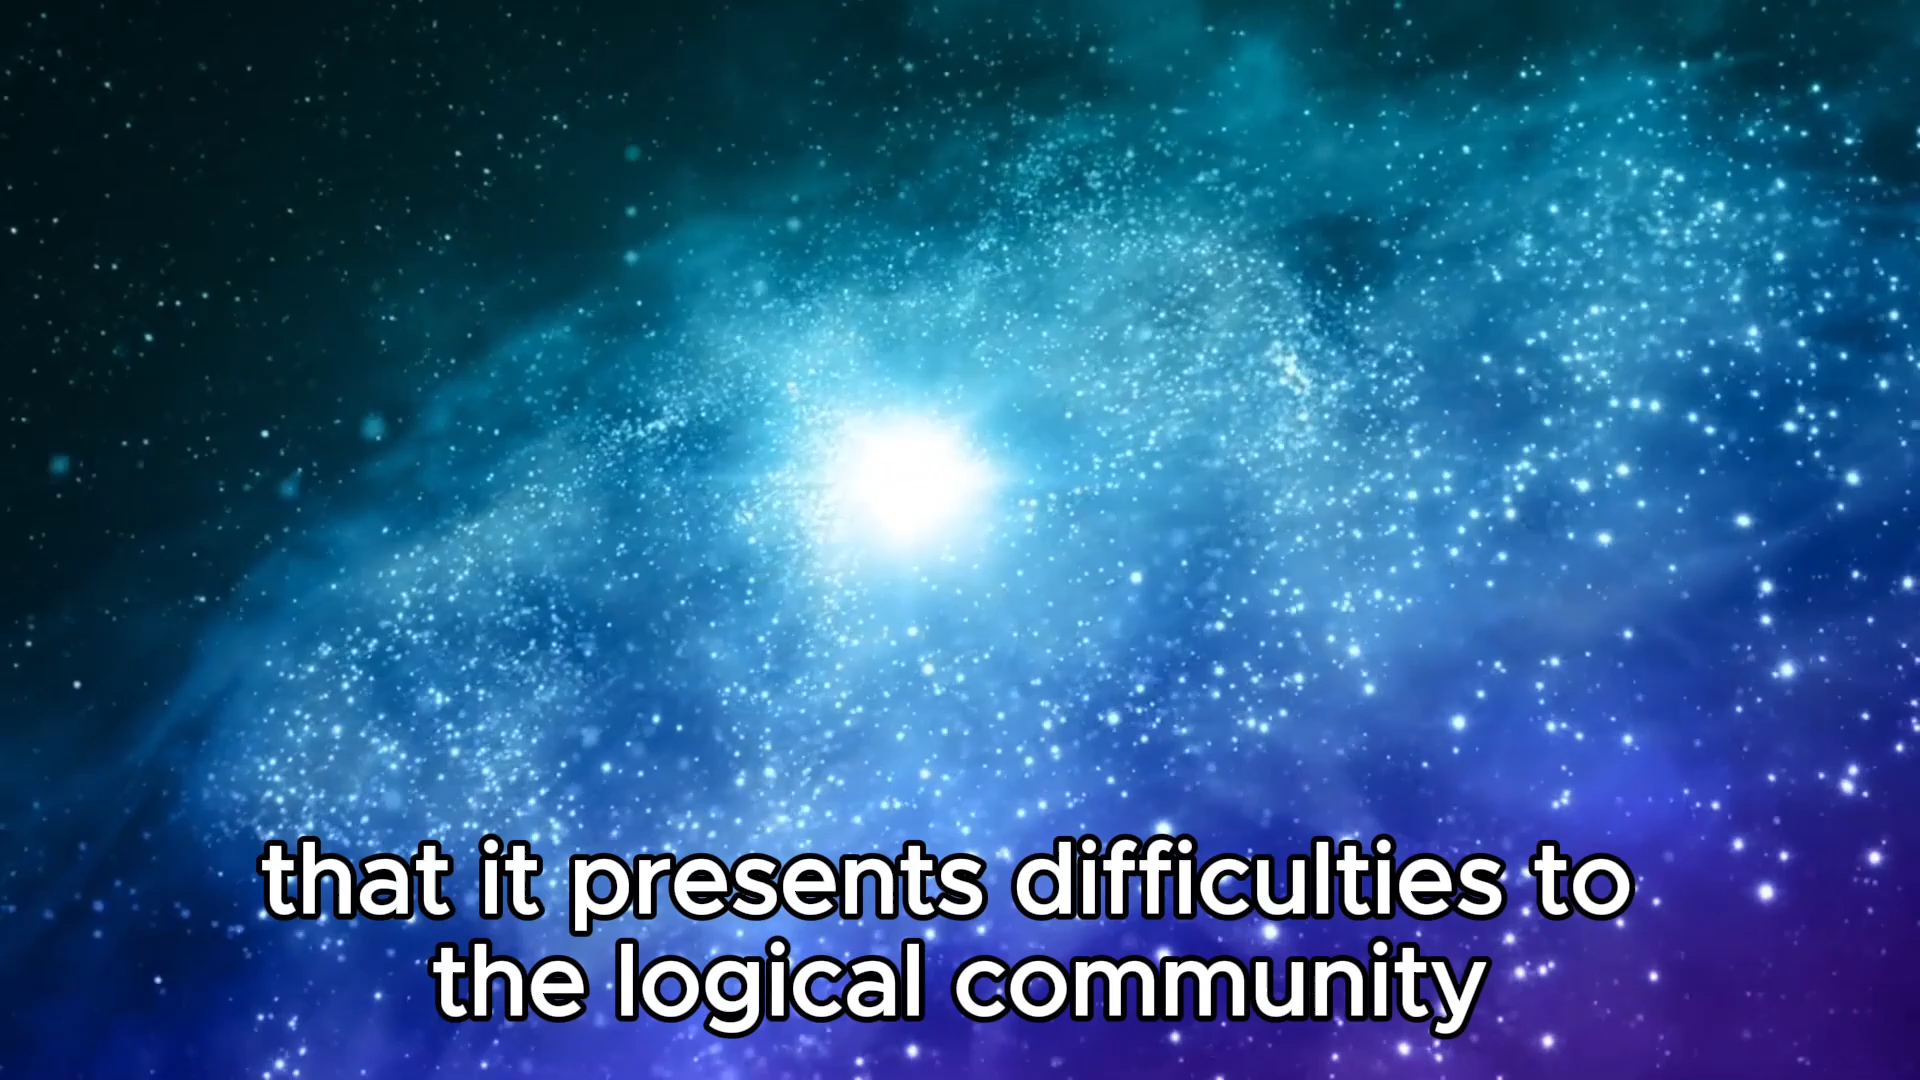 that it presents difficulties to
the logical community